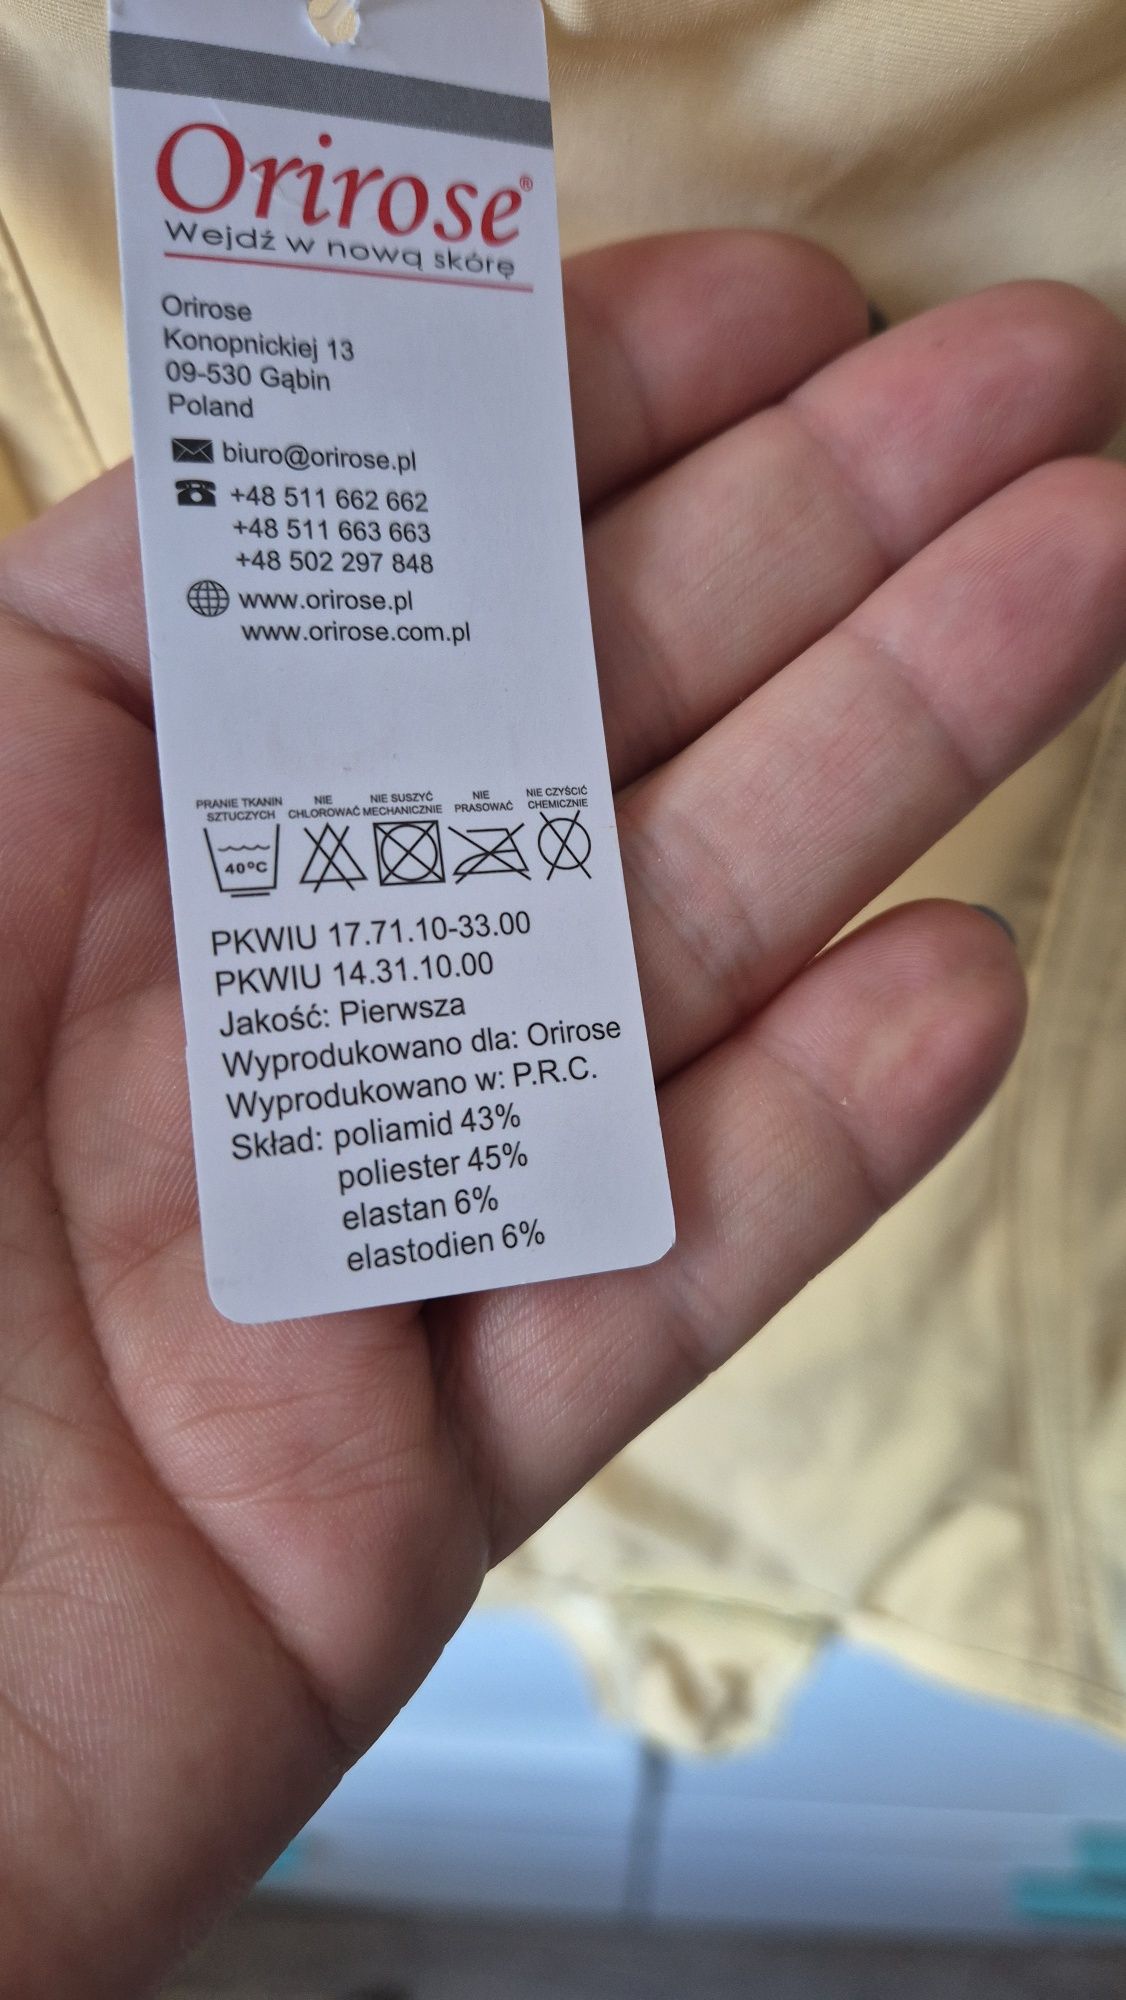 Orirose®
Wejdź w nową skórę
Orirose
Konopnickiej 13
09-530 Gąbin
Poland
biuro@orirose.pl
+48 511 662 662
+48 511 663 663
+48 502 297 848
www.orirose.pl
www.orirose.com.pl
PRANIE TKANIN SZTUCZYCH
NIE CHLOROWAĆ
NIE SUSZYĆ MECHANICZNIE
NIE PRASOWAĆ
NIE CZYŚCIĆ CHEMICZNIE
40°C
PKWIU 17.71.10-33.00
PKWIU 14.31.10.00
Jakość: Pierwsza
Wyprodukowano dla: Orirose
Wyprodukowano w: P.R.C.
Skład: poliamid 43%
poliester 45%
elastan 6%
elastodien 6%